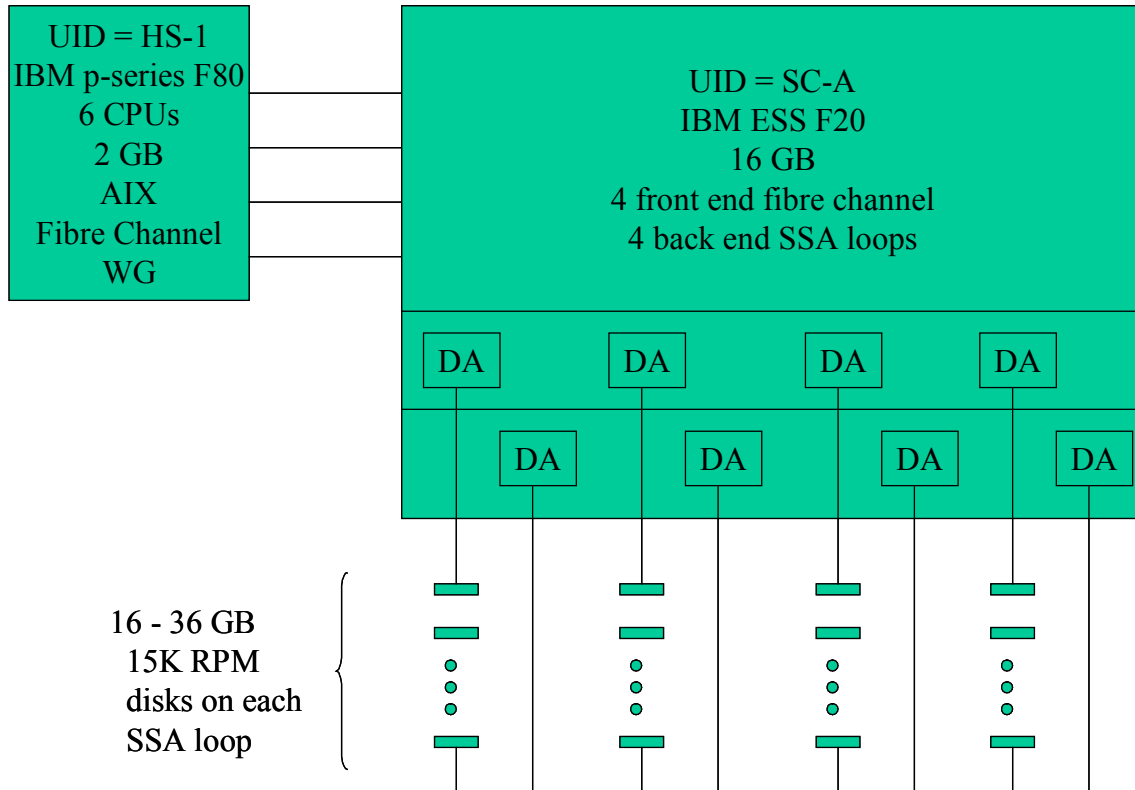 UID = HS-1
IBM p-series F80
6 CPUs
2 GB
AIX
Fibre Channel
WG
UID = SC-A
IBM ESS F20
16 GB
4 front end fibre channel
4 back end SSA loops
DA
DA
DA
DA
DA
DA
DA
DA
16 - 36 GB
15K RPM
disks on each
SSA loop